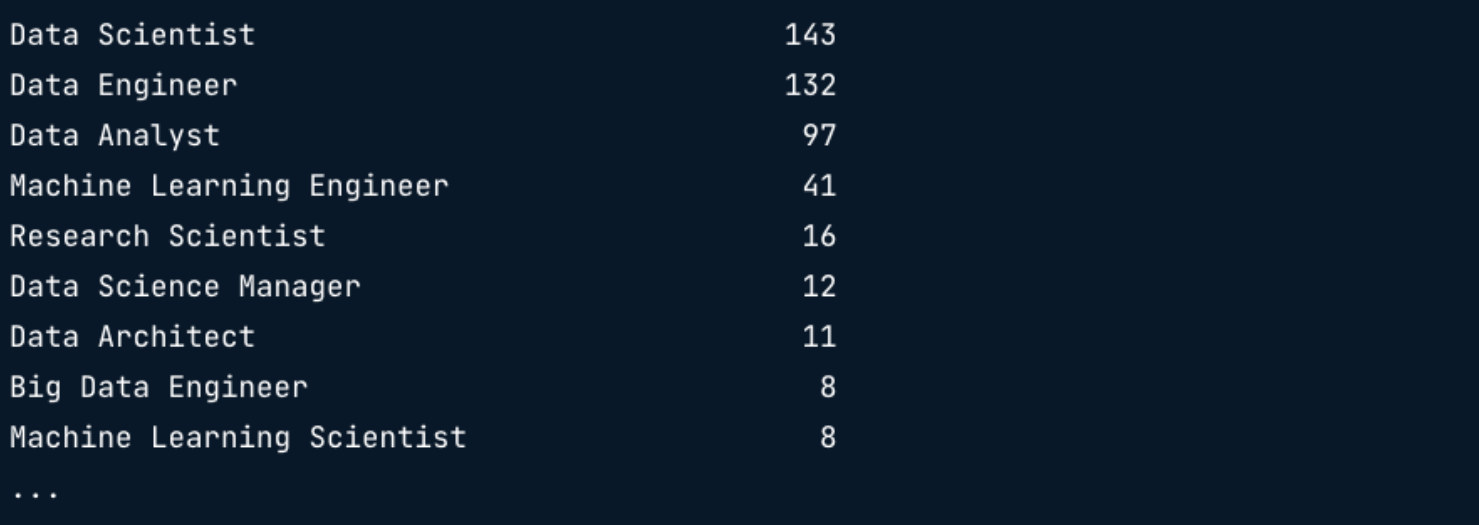 Data Scientist 143
Data Engineer 132
Data Analyst 97
Machine Learning Engineer 41
Research Scientist 16
Data Science Manager 12
Data Architect 11
Big Data Engineer 8
Machine Learning Scientist 8
...